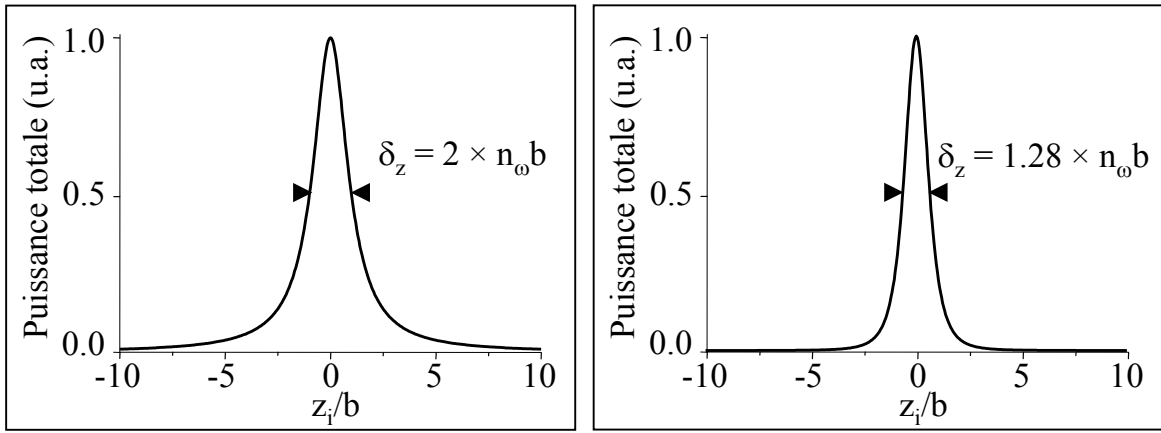 Puissance totale (u.a.)
1.0
0.5
0.0
δz = 2 × nωb
-10 -5 0 5 10
zi/b
Puissance totale (u.a.)
1.0
0.5
0.0
δz = 1.28 × nωb
-10 -5 0 5 10
zi/b